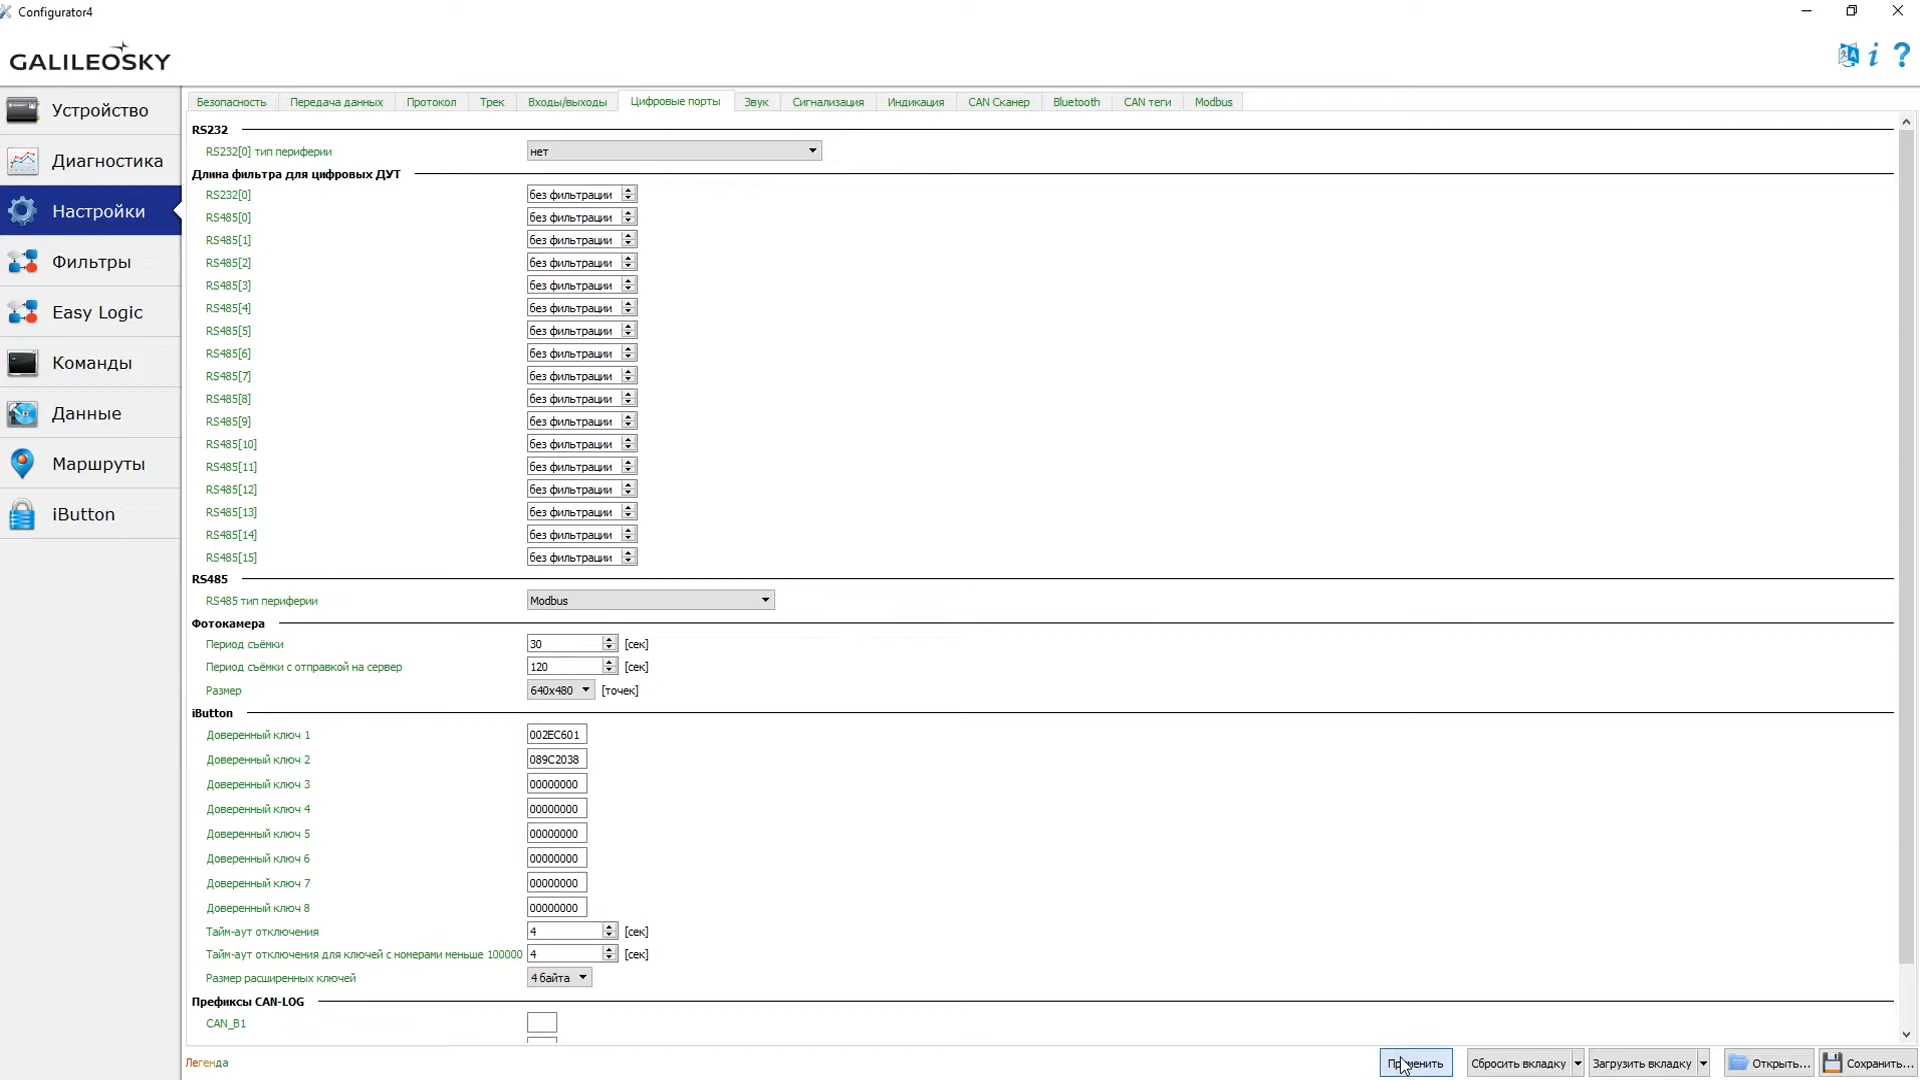 Configurator4
GALILEOSKY
Устройство
Диагностика
Настройки
Фильтры
Easy Logic
Команды
Данные
Маршруты
iButton
Безопасность Передача данных Протокол Трек Входы/выходы Цифровые порты Звук Сигнализация Индикация CAN Сканер Bluetooth CAN теги Modbus
RS232
RS232[0] тип периферии нет
Длина фильтра для цифровых ДУТ
RS232[0] без фильтрации
RS485[0] без фильтрации
RS485[1] без фильтрации
RS485[2] без фильтрации
RS485[3] без фильтрации
RS485[4] без фильтрации
RS485[5] без фильтрации
RS485[6] без фильтрации
RS485[7] без фильтрации
RS485[8] без фильтрации
RS485[9] без фильтрации
RS485[10] без фильтрации
RS485[11] без фильтрации
RS485[12] без фильтрации
RS485[13] без фильтрации
RS485[14] без фильтрации
RS485[15] без фильтрации
RS485
RS485 тип периферии Modbus
Фотокамера
Период съёмки 30 [сек]
Период съёмки с отправкой на сервер 120 [сек]
Размер 640x480 [точек]
iButton
Доверенный ключ 1 002EC601
Доверенный ключ 2 089C2038
Доверенный ключ 3 00000000
Доверенный ключ 4 00000000
Доверенный ключ 5 00000000
Доверенный ключ 6 00000000
Доверенный ключ 7 00000000
Доверенный ключ 8 00000000
Тайм-аут отключения 4 [сек]
Тайм-аут отключения для ключей с номерами меньше 100000 4 [сек]
Размер расширенных ключей 4 байта
Префиксы CAN-LOG
CAN_B1
Легенда Применить Сбросить вкладку Загрузить вкладку Открыть... Сохранить...